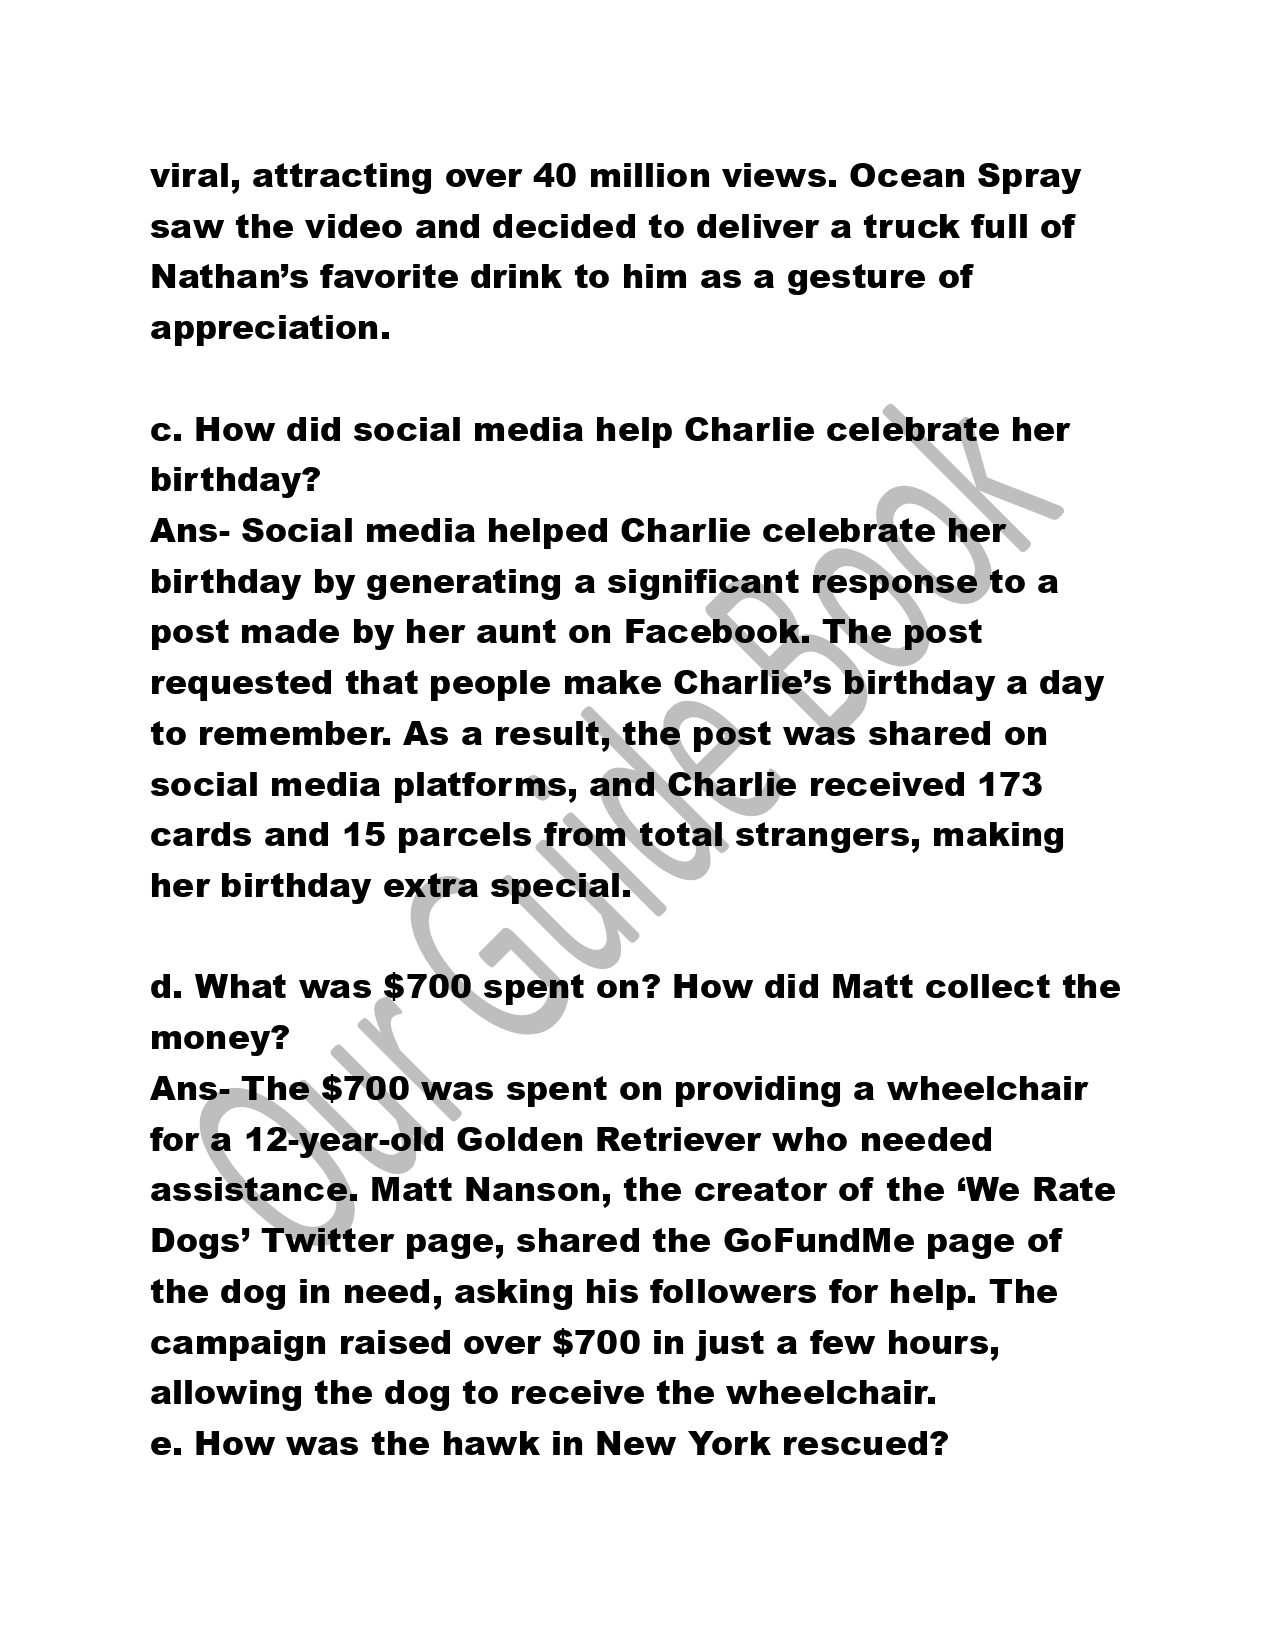 viral, attracting over 40 million views. Ocean Spray
saw the video and decided to deliver a truck full of
Nathan’s favorite drink to him as a gesture of
appreciation.
c. How did social media help Charlie celebrate her
birthday?
Ans- Social media helped Charlie celebrate her
birthday by generating a significant response to a
post made by her aunt on Facebook. The post
requested that people make Charlie’s birthday a day
to remember. As a result, the post was shared on
social media platforms, and Charlie received 173
cards and 15 parcels from total strangers, making
her birthday extra special.
d. What was $700 spent on? How did Matt collect the
money?
Ans- The $700 was spent on providing a wheelchair
for a 12-year-old Golden Retriever who needed
assistance. Matt Nanson, the creator of the ‘We Rate
Dogs’ Twitter page, shared the GoFundMe page of
the dog in need, asking his followers for help. The
campaign raised over $700 in just a few hours,
allowing the dog to receive the wheelchair.
e. How was the hawk in New York rescued?
Our Guide Book